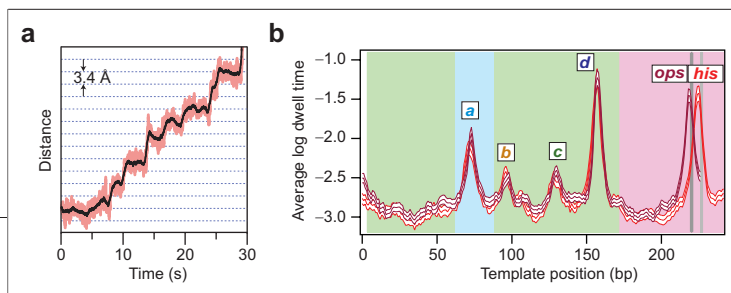 a
Distance
3.4 Å
0 10 20 30
Time (s)
b
Average log dwell time
−1.0
−1.5
−2.0
−2.5
−3.0
a
b
c
d
ops his
0 50 100 150 200
Template position (bp)